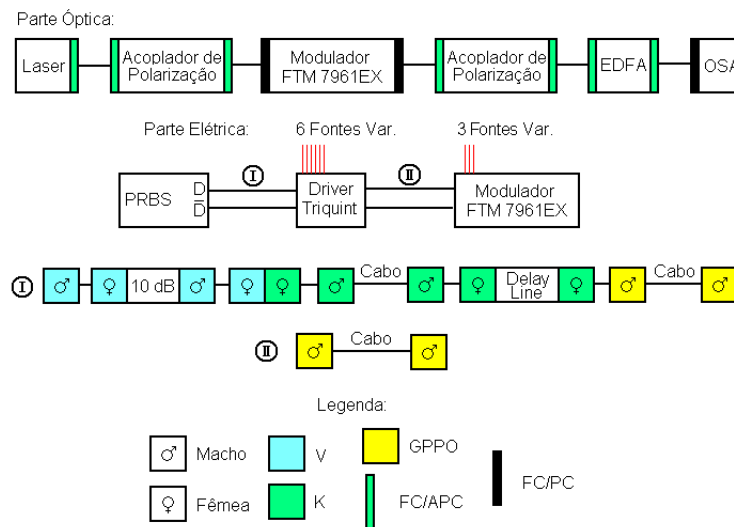 Parte Óptica:
Laser
Acoplador de
Polarização
Modulador
FTM 7961EX
Acoplador de
Polarização
EDFA
OSA
Parte Elétrica:
6 Fontes Var.
3 Fontes Var.
I
II
PRBS
D
D̅
Driver
Triquint
Modulador
FTM 7961EX
I
♂
♀
10 dB
♂
♀
♀
♂
Cabo
♂
♀
Delay
Line
♀
♂
Cabo
♂
II
♂
Cabo
♂
Legenda:
♂
Macho
V
GPPO
FC/PC
♀
Fêmea
K
FC/APC